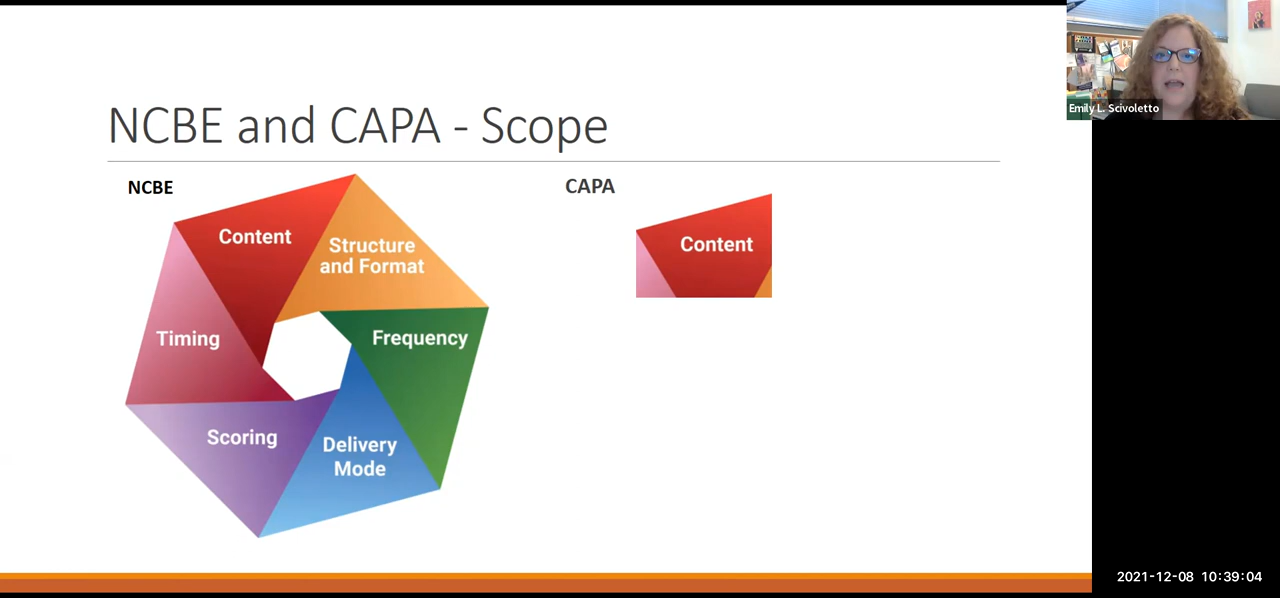 NCBE and CAPA - Scope
NCBE
Content
Structure
and Format
Timing
Frequency
Scoring
Delivery
Mode
CAPA
Content
Emily L. Scivoletto
2021-12-08 10:39:04